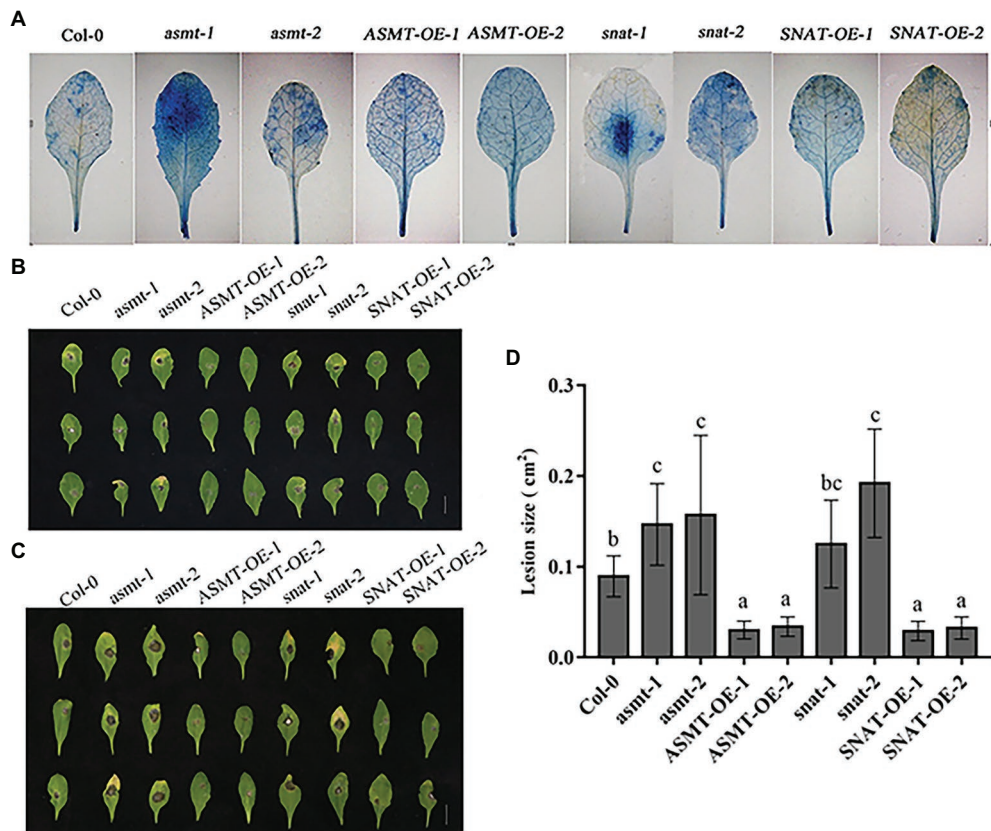 A
Col-0 asmt-1 asmt-2 ASMT-OE-1 ASMT-OE-2 snat-1 snat-2 SNAT-OE-1 SNAT-OE-2
B
Col-0 asmt-1 asmt-2 ASMT-OE-1 ASMT-OE-2 snat-1 snat-2 SNAT-OE-1 SNAT-OE-2
C
Col-0 asmt-1 asmt-2 ASMT-OE-1 ASMT-OE-2 snat-1 snat-2 SNAT-OE-1 SNAT-OE-2
D
Lesion size ( cm²)
0.3
0.2
0.1
0.0
b c c a a bc c a a
Col-0 asmt-1 asmt-2 ASMT-OE-1 ASMT-OE-2 snat-1 snat-2 SNAT-OE-1 SNAT-OE-2